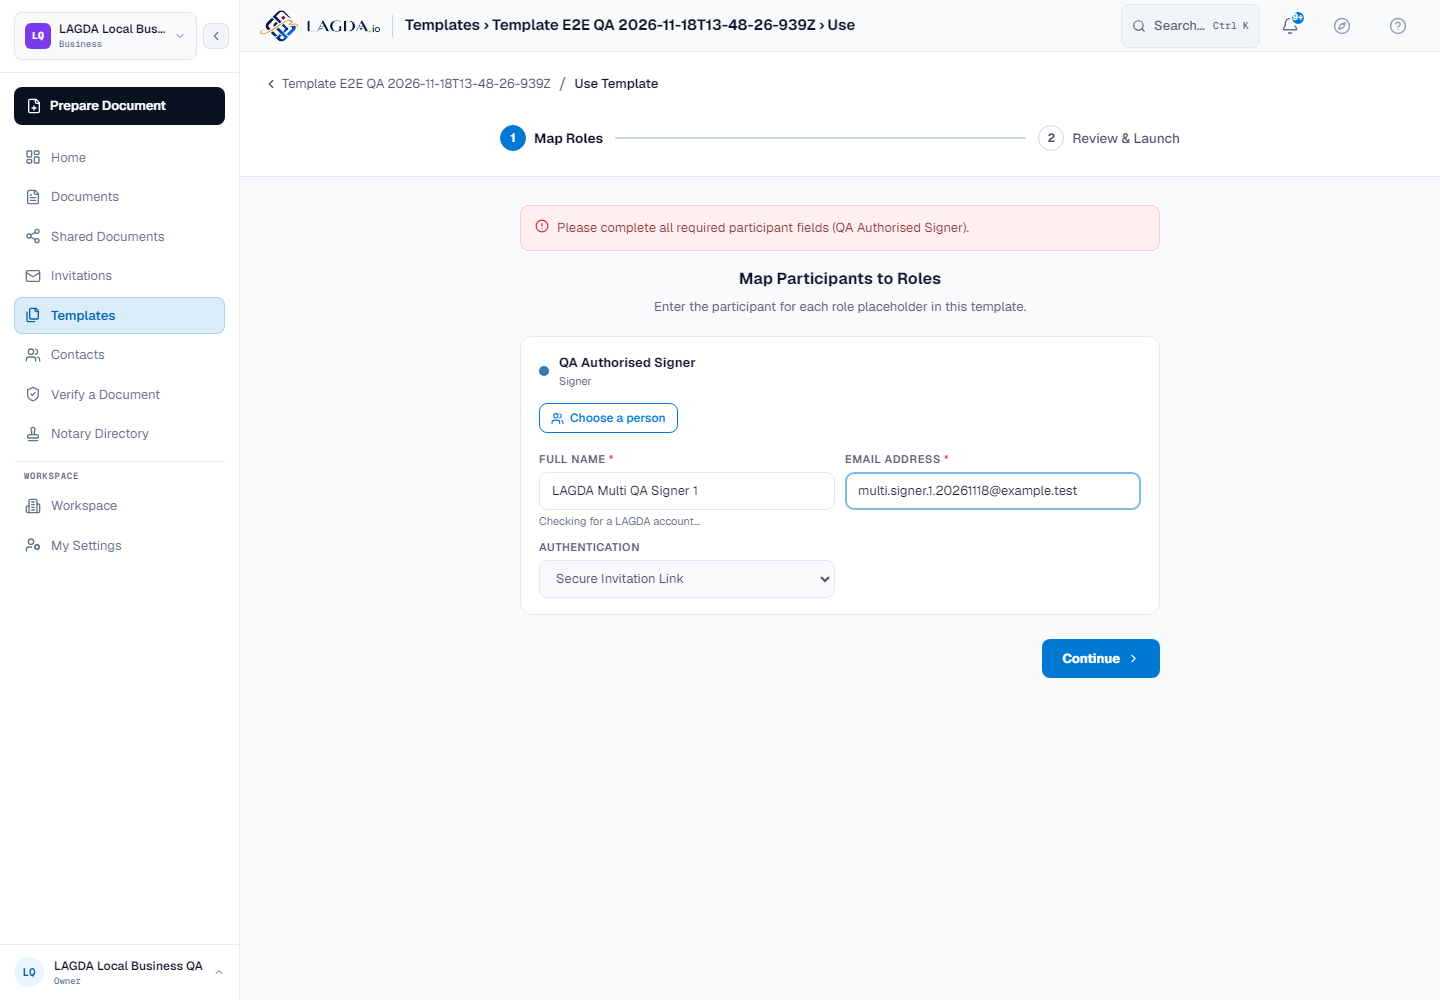 LQ
LAGDA Local Bus...
Business
LAGDA.io
Templates › Template E2E QA 2026-11-18T13-48-26-939Z › Use
Search... Ctrl K
9+
Template E2E QA 2026-11-18T13-48-26-939Z / Use Template
1 Map Roles
2 Review & Launch
Prepare Document
Home
Documents
Shared Documents
Invitations
Templates
Contacts
Verify a Document
Notary Directory
WORKSPACE
Workspace
My Settings
Please complete all required participant fields (QA Authorised Signer).
Map Participants to Roles
Enter the participant for each role placeholder in this template.
QA Authorised Signer
Signer
Choose a person
FULL NAME *
EMAIL ADDRESS *
LAGDA Multi QA Signer 1
multi.signer.1.20261118@example.test
Checking for a LAGDA account...
AUTHENTICATION
Secure Invitation Link
Continue
LQ
LAGDA Local Business QA
Owner